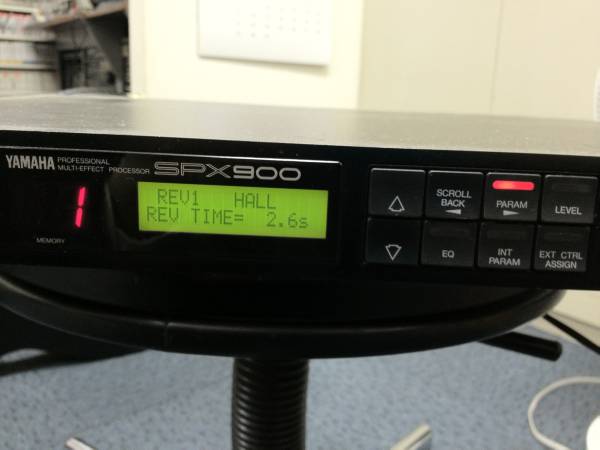 YAMAHA PROFESSIONAL MULTI-EFFECT PROCESSOR SPX900
1
MEMORY
REV1 HALL
REV TIME= 2.6s
SCROLL BACK
PARAM
LEVEL
EQ
INT PARAM
EXT CTRL ASSIGN